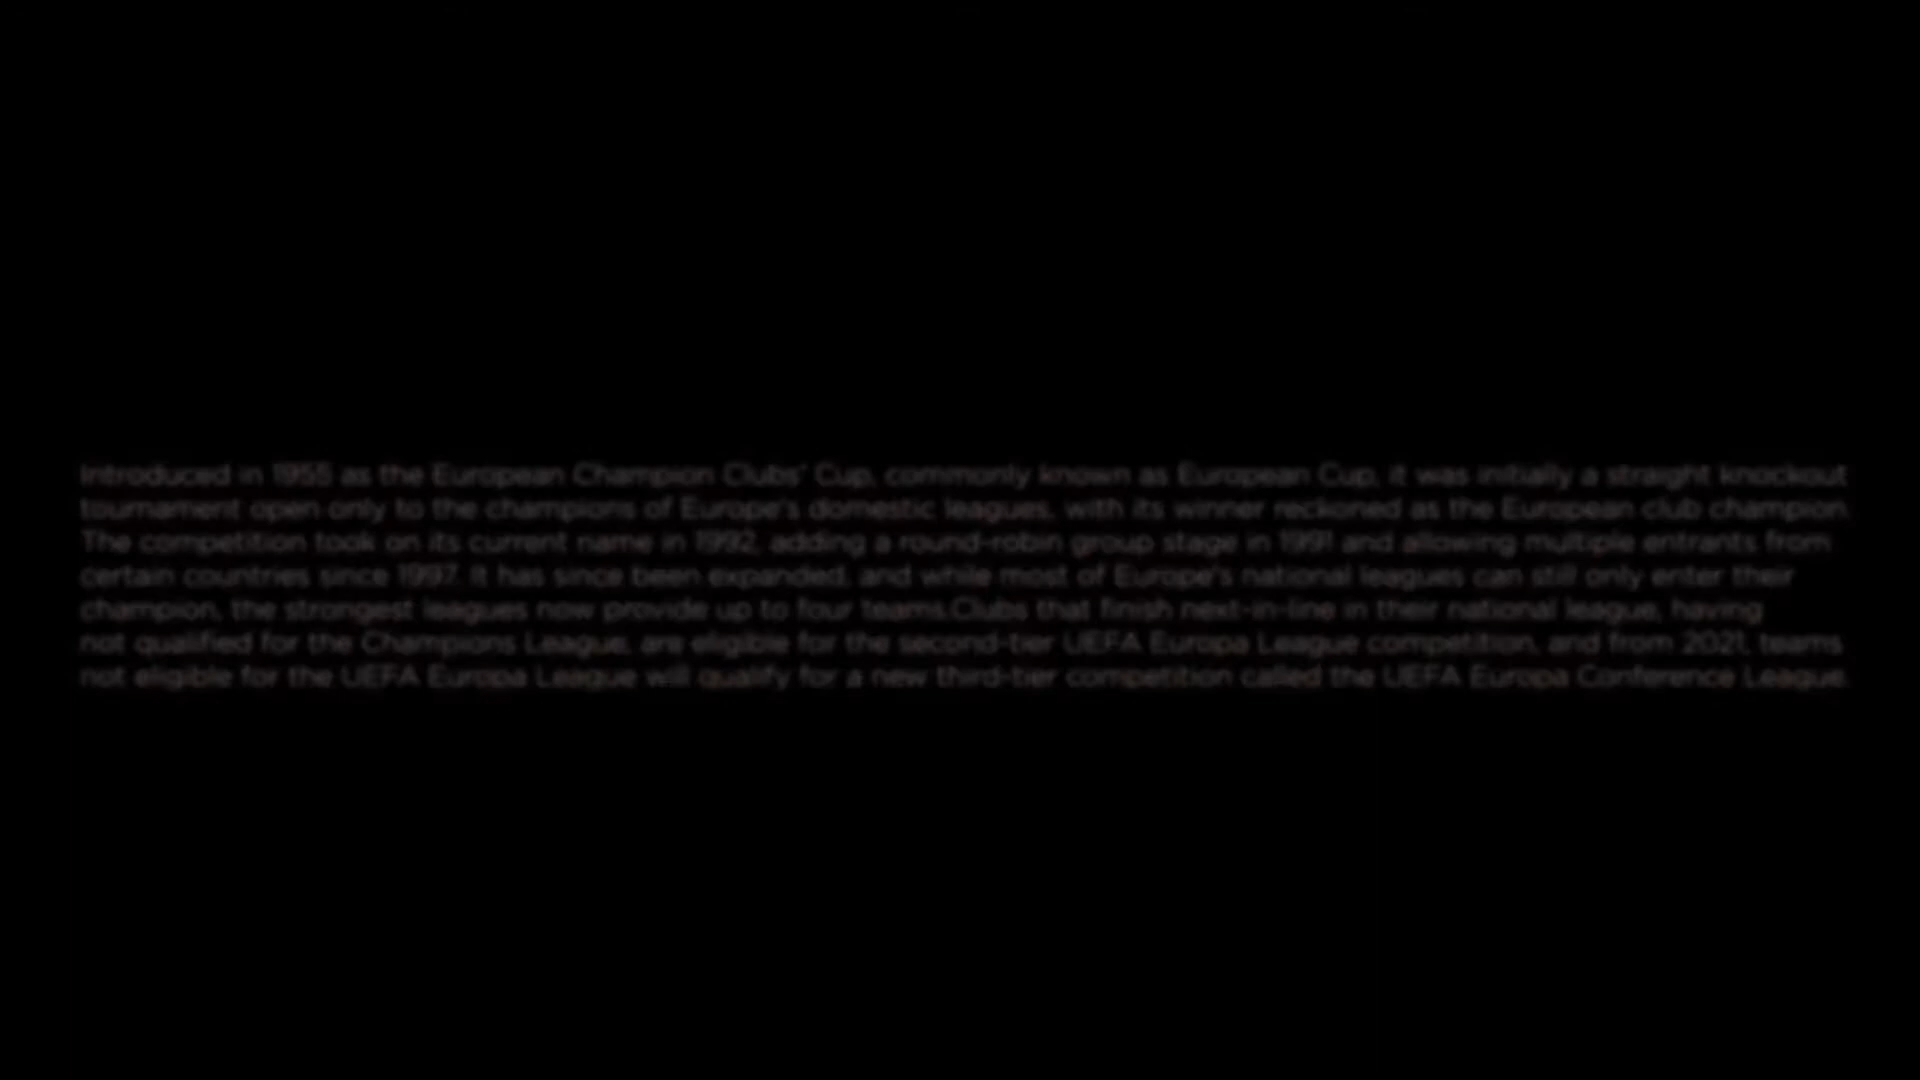 Introduced in 1955 as the European Champion Clubs' Cup, commonly known as European Cup, it was initially a straight knockout
tournament open only to the champions of Europe's domestic leagues, with its winner reckoned as the European club champion.
The competition took on its current name in 1992, adding a round-robin group stage in 1991 and allowing multiple entrants from
certain countries since 1997. It has since been expanded, and while most of Europe's national leagues can still only enter their
champion, the strongest leagues now provide up to four teams.Clubs that finish next-in-line in their national league, having
not qualified for the Champions League, are eligible for the second-tier UEFA Europa League competition, and from 2021, teams
not eligible for the UEFA Europa League will qualify for a new third-tier competition called the UEFA Europa Conference League.